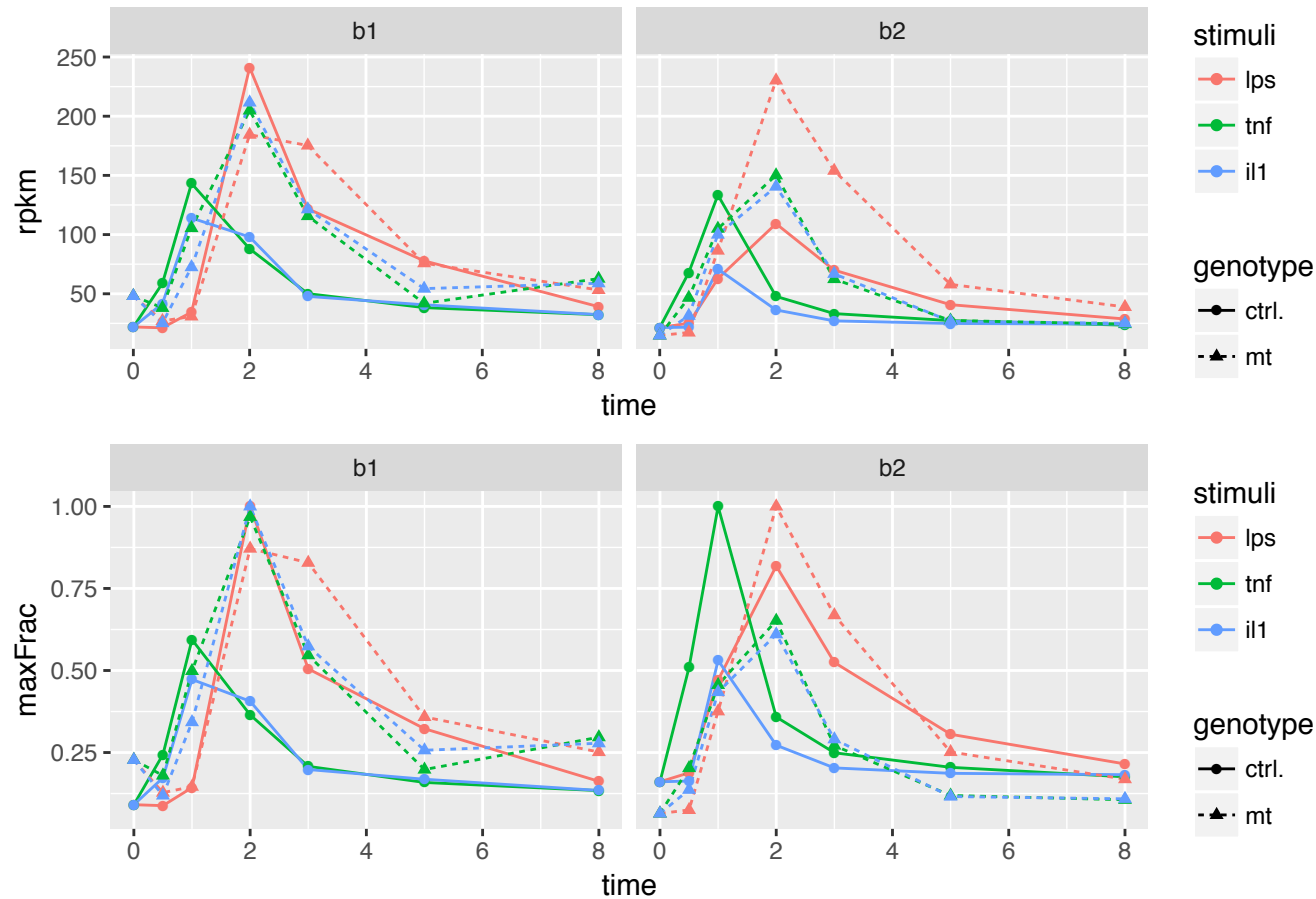 b1 b2
rpkm
250
200
150
100
50
0 2 4 6 8 0 2 4 6 8
time
stimuli
lps
tnf
il1
genotype
ctrl.
mt
b1 b2
maxFrac
1.00
0.75
0.50
0.25
0 2 4 6 8 0 2 4 6 8
time
stimuli
lps
tnf
il1
genotype
ctrl.
mt